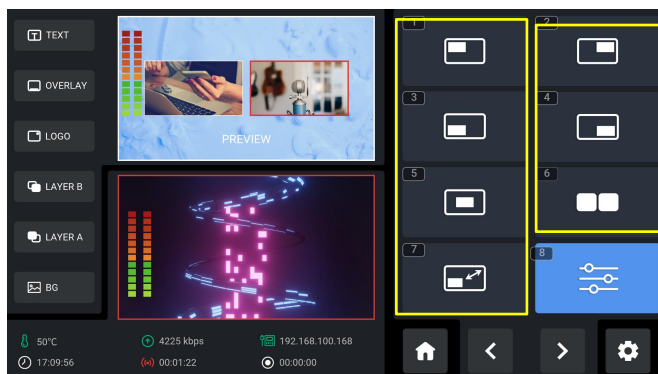 TEXT
OVERLAY
LOGO
LAYER B
LAYER A
BG
PREVIEW
50°C
4225 kbps
192.168.100.168
17:09:56
00:01:22
00:00:00
1
2
3
4
5
6
7
8